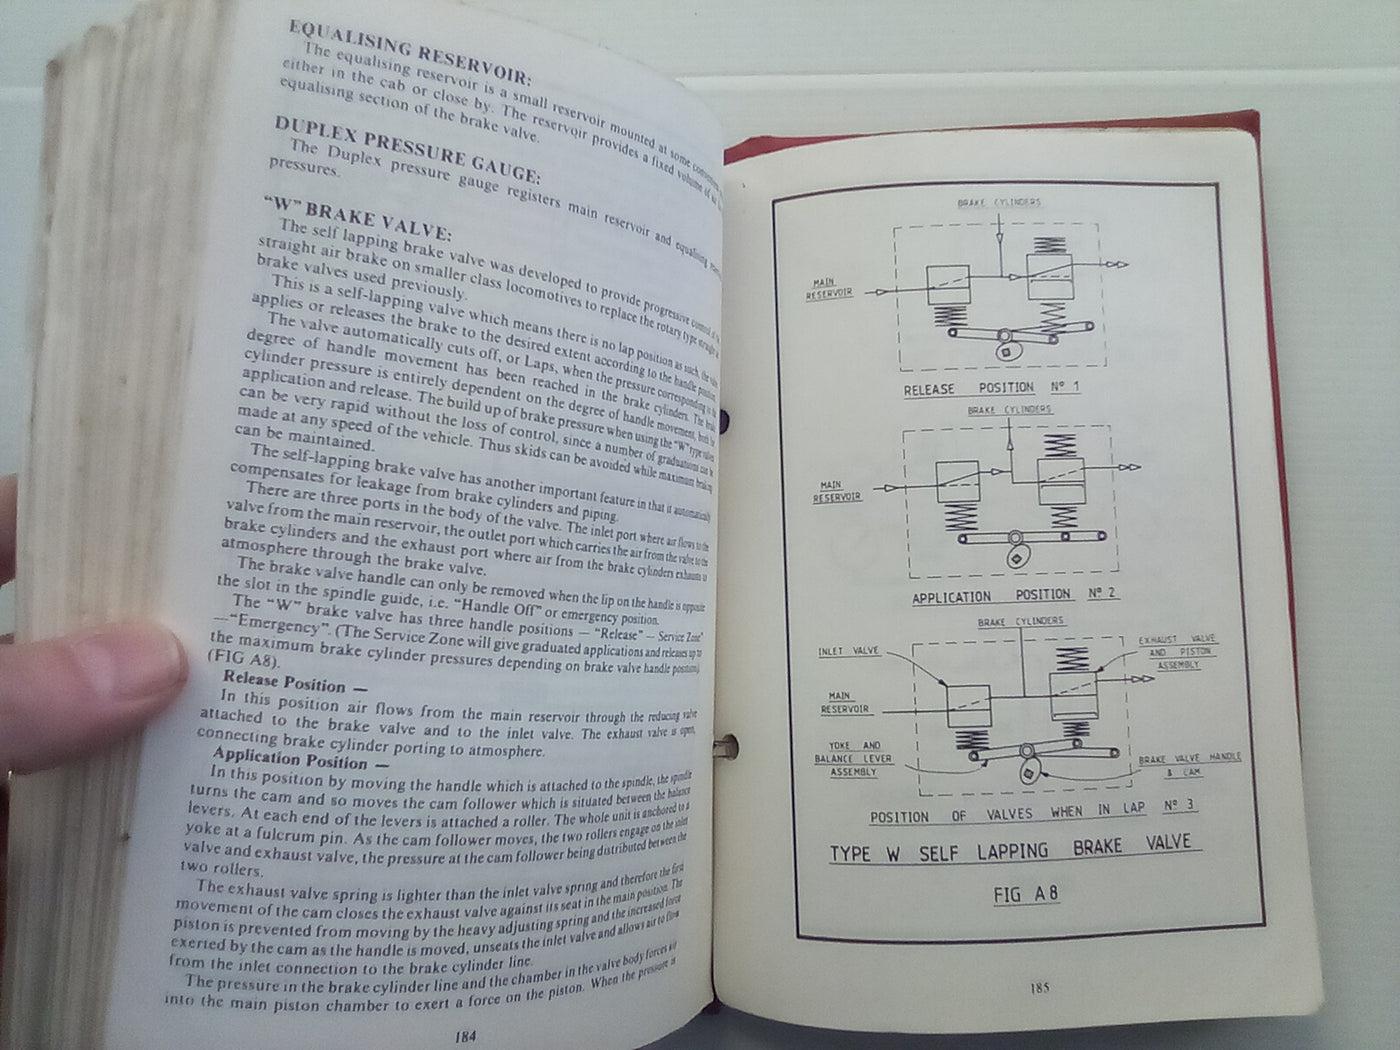 EQUALISING RESERVOIR:
The equalising reservoir is a small reservoir mounted at some
either in the cab or close by. The reservoir provides a fixed volume of
equalising section of the brake valve.
DUPLEX PRESSURE GAUGE:
The Duplex pressure gauge registers main reservoir and equalising
pressures.
“W” BRAKE VALVE:
The self lapping brake valve was developed to provide progressive control
straight air brake on smaller class locomotives to replace the rotary type straight
brake valves used previously.
This is a self-lapping valve which means there is no lap position as such, the valve
applies or releases the brake to the desired extent according to the handle position.
The valve automatically cuts off, or Laps, when the pressure corresponding to the
degree of handle movement has been reached in the brake cylinders. The brake
cylinder pressure is entirely dependent on the degree of handle movement, both for
application and release. The build up of brake pressure when using the “W” type valve
can be very rapid without the loss of control, since a number of graduations can be
made at any speed of the vehicle. Thus skids can be avoided while maximum braking
can be maintained.
The self-lapping brake valve has another important feature in that it automatically
compensates for leakage from brake cylinders and piping.
There are three ports in the body of the valve. The inlet port where air flows to the
valve from the main reservoir, the outlet port which carries the air from the valve to the
brake cylinders and the exhaust port where air from the brake cylinders exhausts to
atmosphere through the brake valve.
The brake valve handle can only be removed when the lip on the handle is opposite
the slot in the spindle guide, i.e. “Handle Off” or emergency position.
The “W” brake valve has three handle positions — “Release” — Service Zone”
—“Emergency”. (The Service Zone will give graduated applications and releases up to
the maximum brake cylinder pressures depending on brake valve handle position).
(FIG A8).
Release Position —
In this position air flows from the main reservoir through the reducing valve
attached to the brake valve and to the inlet valve. The exhaust valve is open,
connecting brake cylinder porting to atmosphere.
Application Position —
In this position by moving the handle which is attached to the spindle, the spindle
turns the cam and so moves the cam follower which is situated between the balance
levers. At each end of the levers is attached a roller. The whole unit is anchored to a
yoke at a fulcrum pin. As the cam follower moves, the two rollers engage on the inlet
valve and exhaust valve, the pressure at the cam follower being distributed between the
two rollers.
The exhaust valve spring is lighter than the inlet valve spring and therefore the first
movement of the cam closes the exhaust valve against its seat in the main position. The
piston is prevented from moving by the heavy adjusting spring and the increased force
exerted by the cam as the handle is moved, unseats the inlet valve and allows air to flow
from the inlet connection to the brake cylinder line.
The pressure in the brake cylinder line and the chamber in the valve body forces air
into the main piston chamber to exert a force on the piston. When the pressure is
184
BRAKE CYLINDERS
MAIN
RESERVOIR
RELEASE POSITION Nº 1
BRAKE CYLINDERS
MAIN
RESERVOIR
APPLICATION POSITION Nº 2
BRAKE CYLINDERS
INLET VALVE
EXHAUST VALVE
AND PISTON
ASSEMBLY
MAIN
RESERVOIR
YOKE AND
BALANCE LEVER
ASSEMBLY
BRAKE VALVE HANDLE
& CAM
POSITION OF VALVES WHEN IN LAP Nº 3
TYPE W SELF LAPPING BRAKE VALVE
FIG A8
185